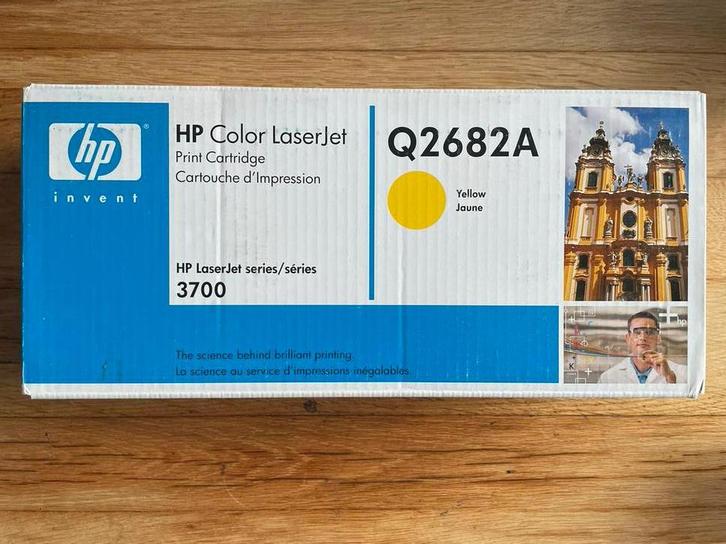 hp
invent
HP Color LaserJet
Print Cartridge
Cartouche d'Impression
HP LaserJet series/séries
3700
Q2682A
Yellow
Jaune
The science behind brilliant printing.
La science au service d'impressions inégalables.
hp
K